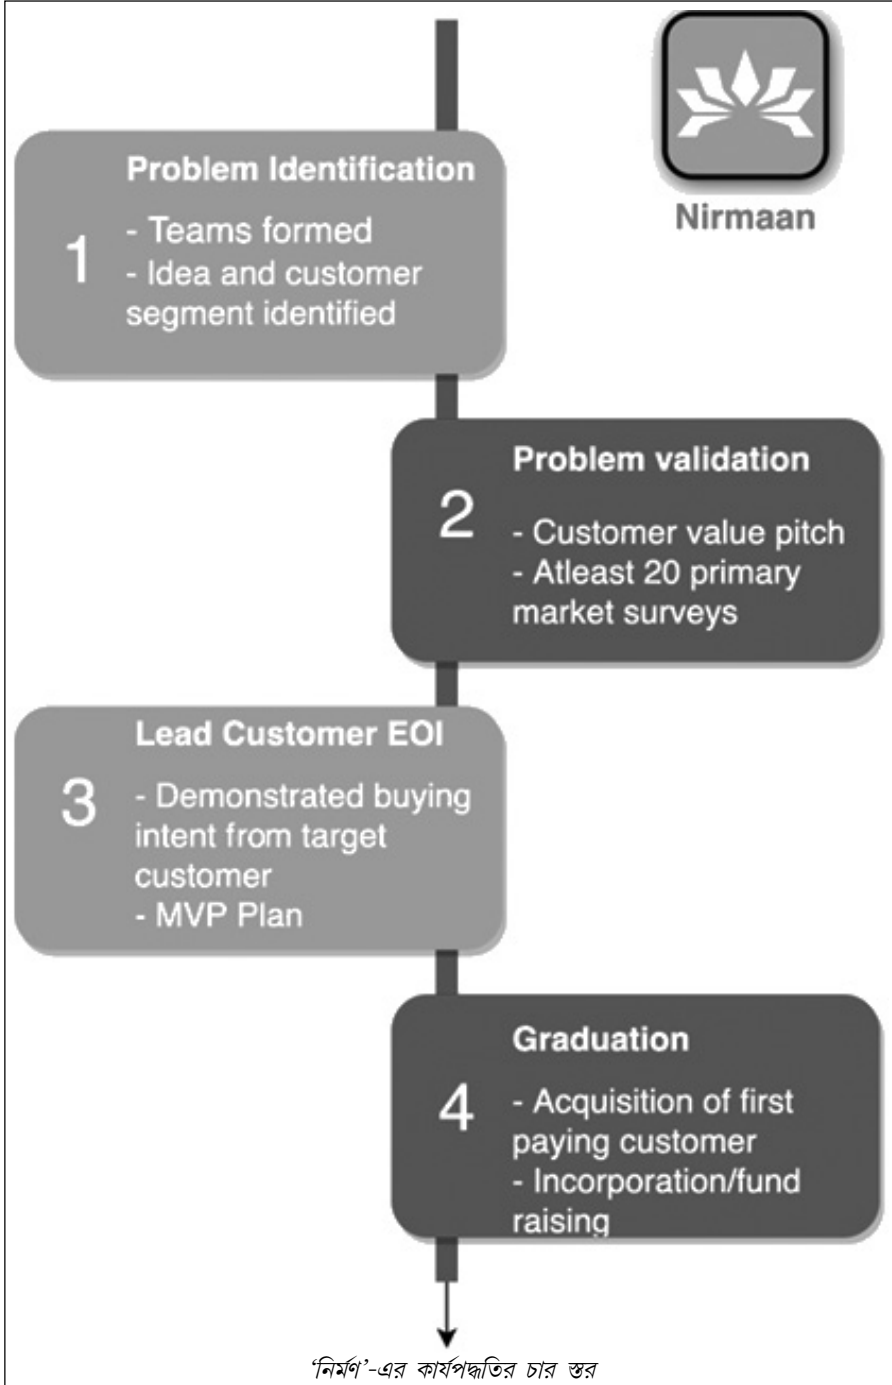 Nirmaan
Problem Identification
1
- Teams formed
- Idea and customer
segment identified
Problem validation
2
- Customer value pitch
- Atleast 20 primary
market surveys
Lead Customer EOI
3
- Demonstrated buying
intent from target
customer
- MVP Plan
Graduation
4
- Acquisition of first
paying customer
- Incorporation/fund
raising
‘নির্মণ’-এর কার্যপদ্ধতির চার স্তর